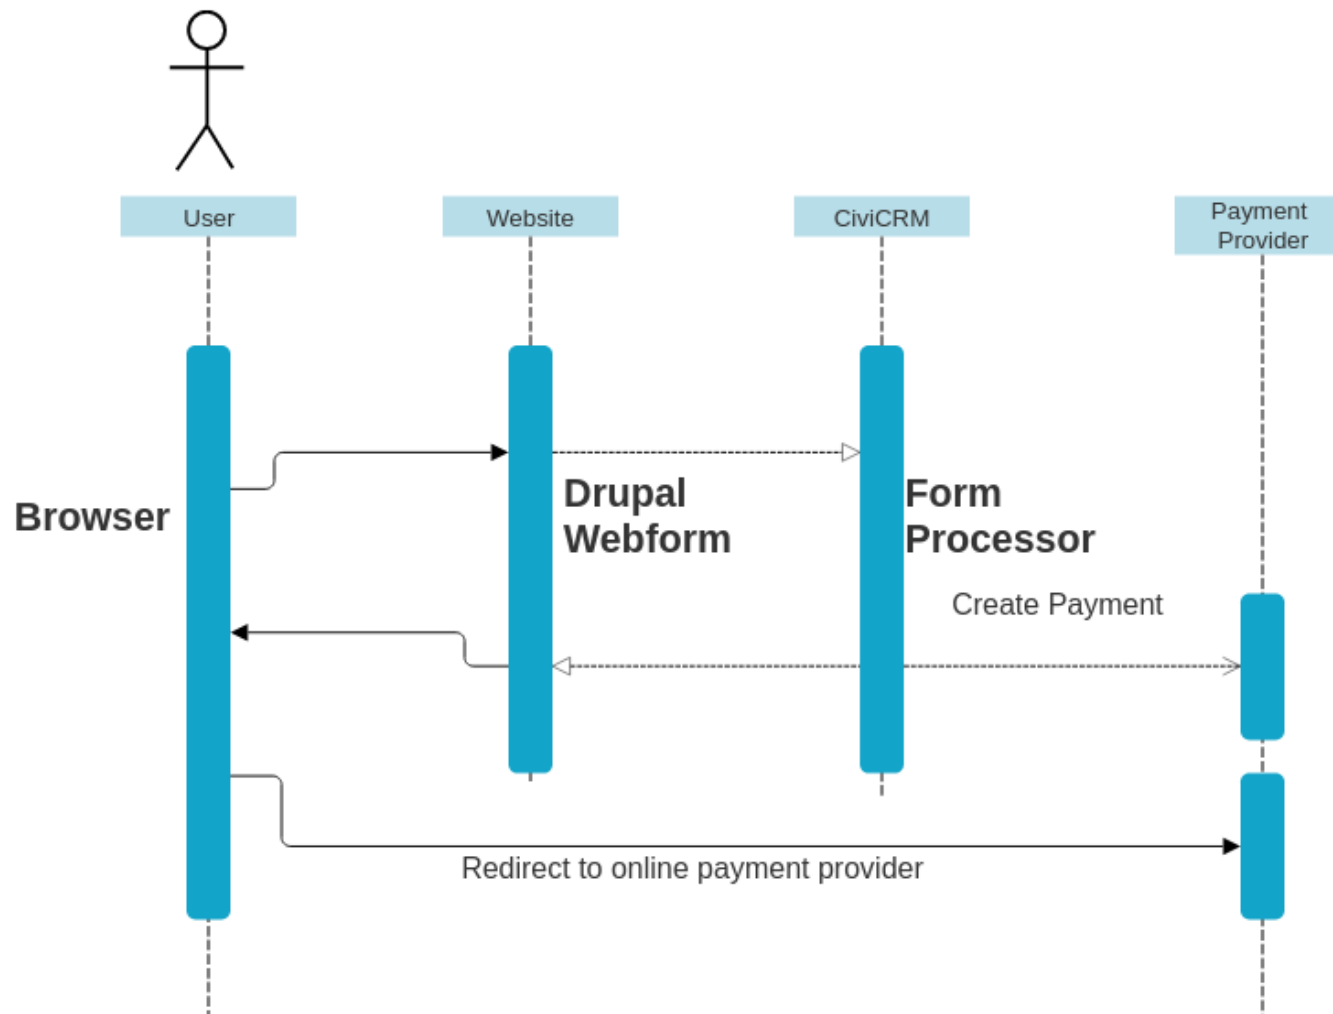 User
Website
CiviCRM
Payment
Provider
Browser
Drupal
Webform
Form
Processor
Create Payment
Redirect to online payment provider